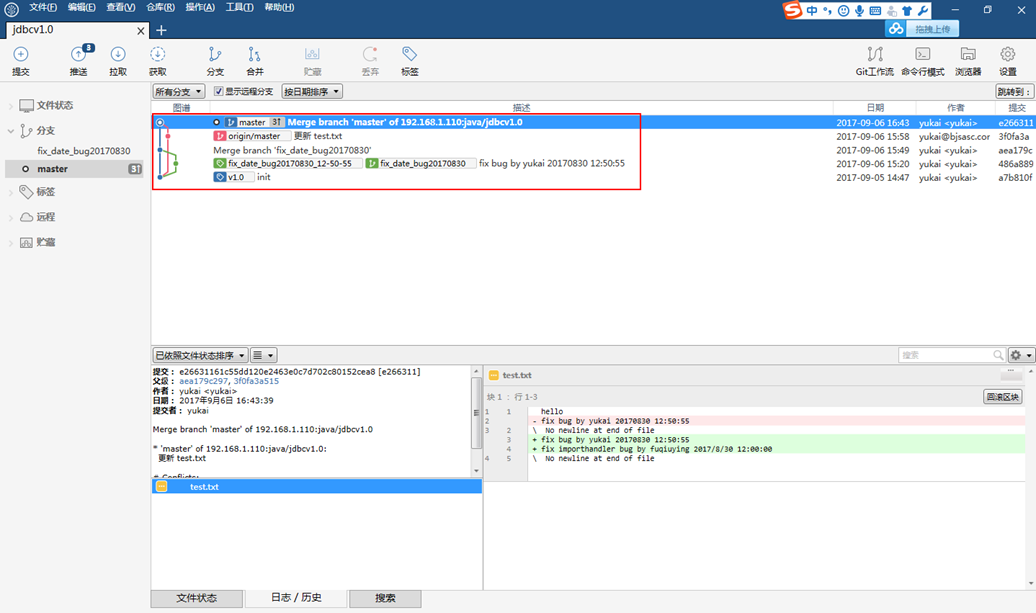 文件(F) 编辑(E) 查看(V) 仓库(R) 操作(A) 工具(T) 帮助(H)
中
拖拽上传
jdbcv1.0
3
提交 推送 拉取 获取 分支 合并 贮藏 丢弃 标签 Git工作流 命令行模式 浏览器 设置
所有分支 显示远程分支 按日期排序 跳转到：
图谱 描述 日期 作者 提交
文件状态
分支
fix_date_bug20170830
master 3↑
标签
远程
贮藏
master 3↑ Merge branch 'master' of 192.168.1.110:java/jdbcv1.0 2017-09-06 16:43 yukai <yukai> e266311
origin/master 更新 test.txt 2017-09-06 15:58 yukai@bjsasc.cor 3f0fa3a
Merge branch 'fix_date_bug20170830' 2017-09-06 15:49 yukai <yukai> aea179c
fix_date_bug20170830_12-50-55 fix_date_bug20170830 fix bug by yukai 20170830 12:50:55 2017-09-06 15:20 yukai <yukai> 486a889
v1.0 init 2017-09-05 14:47 yukai <yukai> a7b810f
已依照文件状态排序 搜索
提交： e26631161c55dd120e2463e0c7d702c80152cea8 [e266311]
父级： aea179c297, 3f0fa3a515
作者： yukai <yukai>
日期： 2017年9月6日 16:43:39
提交者： yukai
Merge branch 'master' of 192.168.1.110:java/jdbcv1.0
* 'master' of 192.168.1.110:java/jdbcv1.0:
更新 test.txt
# Conflicts:
test.txt
test.txt
块 1 ： 行 1-3 回滚区块
1 1 hello
2 - fix bug by yukai 20170830 12:50:55
3 2 \ No newline at end of file
3 + fix bug by yukai 20170830 12:50:55
4 + fix importhandler bug by fuqiuying 2017/8/30 12:00:00
4 5 \ No newline at end of file
文件状态 日志 / 历史 搜索